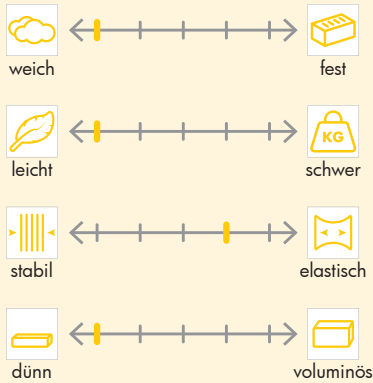 weich fest
KG
leicht schwer
stabil elastisch
dünn voluminös